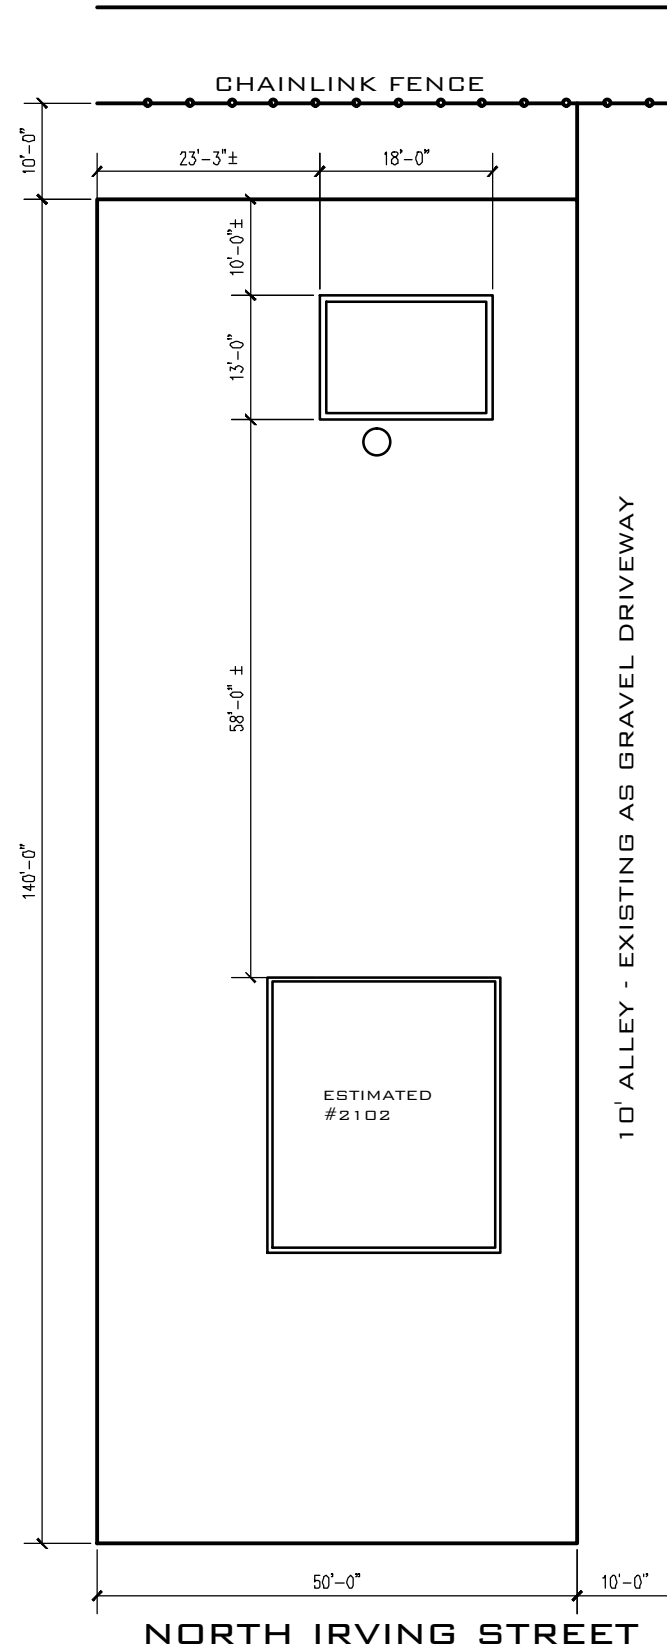 CHAINLINK FENCE
10'-0"
23'-3"±
18'-0"
10'-0"±
13'-0"
58'-0" ±
140'-0"
10' ALLEY - EXISTING AS GRAVEL DRIVEWAY
ESTIMATED
#2102
50'-0"
10'-0"
NORTH IRVING STREET